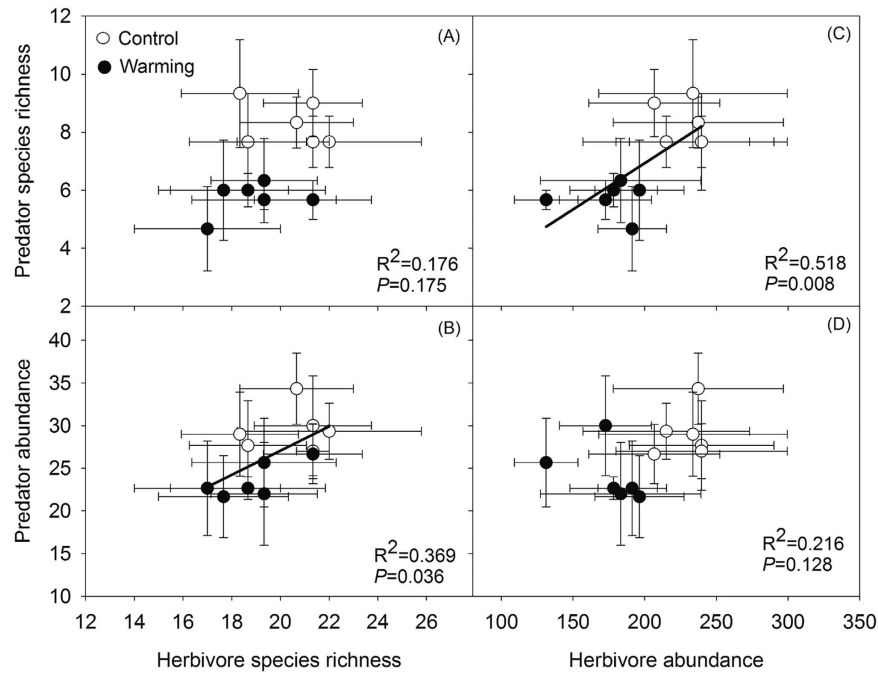 Control
Warming
(A)
(C)
Predator species richness
12
10
8
6
4
2
R2=0.176
P=0.175
R2=0.518
P=0.008
(B)
(D)
Predator abundance
40
35
30
25
20
15
10
R2=0.369
P=0.036
R2=0.216
P=0.128
12 14 16 18 20 22 24 26
100 150 200 250 300 350
Herbivore species richness
Herbivore abundance